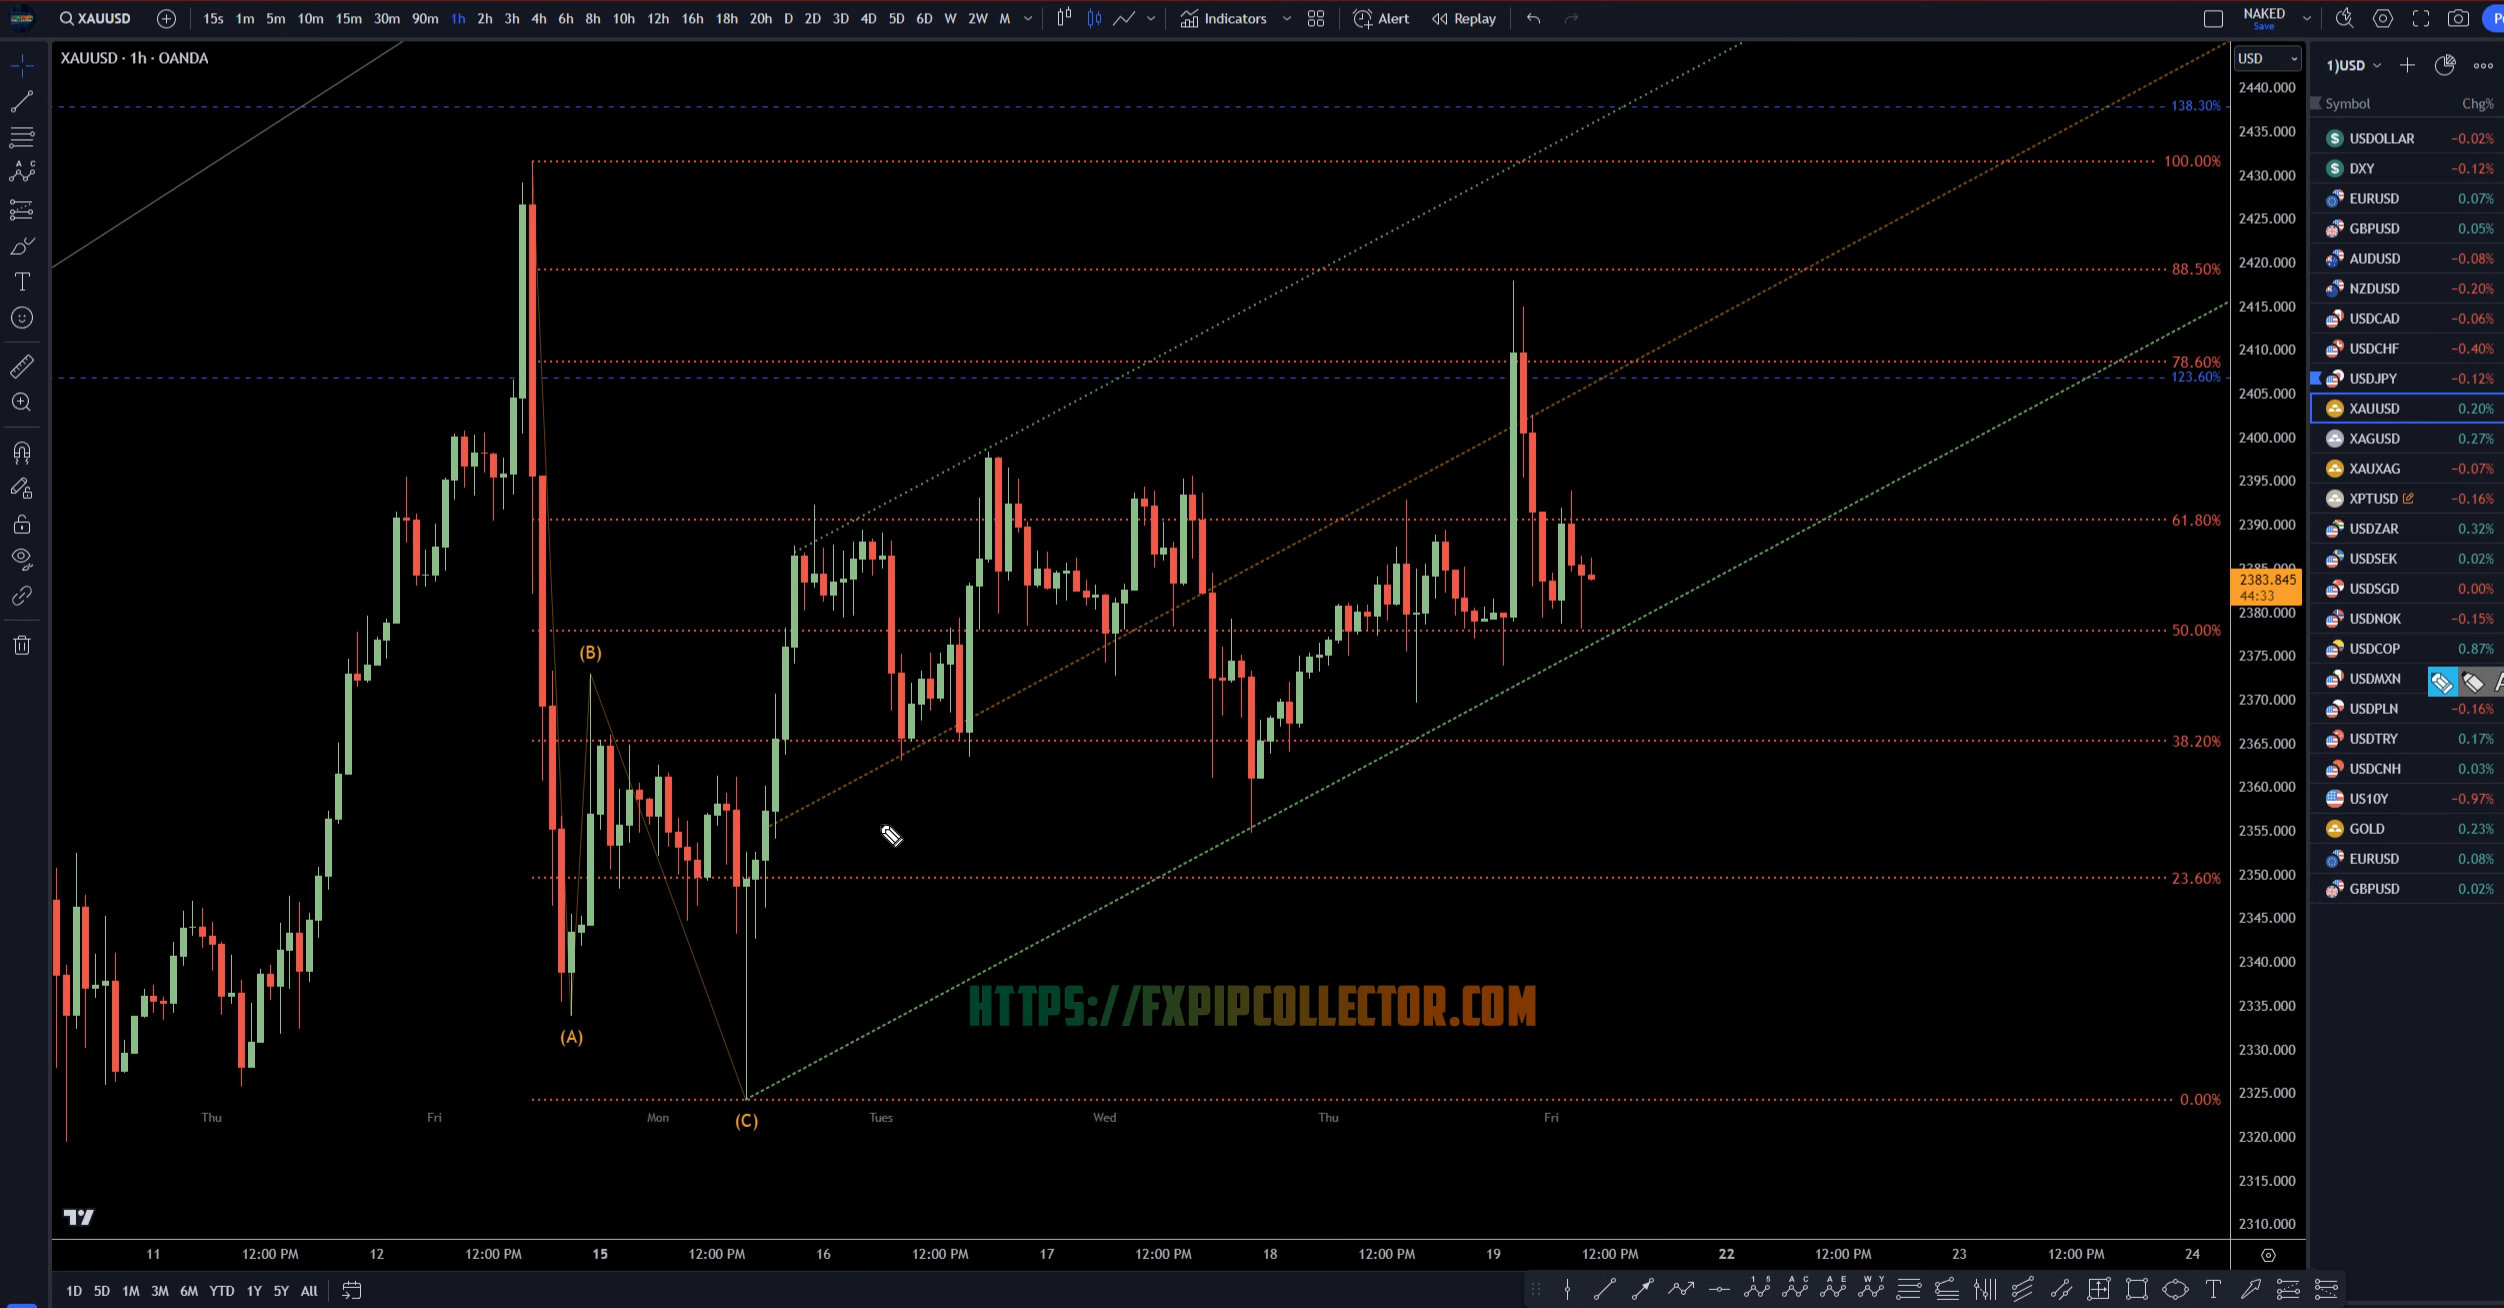 XAUUSD 15s 1m 5m 10m 15m 30m 90m 1h 2h 3h 4h 6h 8h 10h 12h 16h 18h 20h D 2D 3D 4D 5D 6D W 2W M Indicators Alert Replay NAKED
Save
XAUUSD · 1h · OANDA
USD
1)USD
Symbol Chg%
2440.000
138.30%
2435.000
100.00%
2430.000
2425.000
2420.000
88.50%
2415.000
2410.000
78.60%
123.60%
2405.000
2400.000
2395.000
2390.000
61.80%
2385.000
2383.845
44:33
2380.000
50.00%
2375.000
2370.000
2365.000
38.20%
2360.000
2355.000
2350.000
23.60%
2345.000
2340.000
2335.000
2330.000
2325.000
0.00%
2320.000
2315.000
2310.000
(B)
(A)
(C)
HTTPS://FXPIPCOLLECTOR.COM
Thu Fri Mon Tues Wed Thu Fri
11 12:00 PM 12 12:00 PM 15 12:00 PM 16 12:00 PM 17 12:00 PM 18 12:00 PM 19 12:00 PM 22 12:00 PM 23 12:00 PM 24
1D 5D 1M 3M 6M YTD 1Y 5Y All
USDOLLAR −0.02%
DXY −0.12%
EURUSD 0.07%
GBPUSD 0.05%
AUDUSD −0.08%
NZDUSD −0.20%
USDCAD −0.06%
USDCHF −0.40%
USDJPY −0.12%
XAUUSD 0.20%
XAGUSD 0.27%
XAUXAG −0.07%
XPTUSD −0.16%
USDZAR 0.32%
USDSEK 0.02%
USDSGD 0.00%
USDNOK −0.15%
USDCOP 0.87%
USDMXN
USDPLN −0.16%
USDTRY 0.17%
USDCNH 0.03%
US10Y −0.97%
GOLD 0.23%
EURUSD 0.08%
GBPUSD 0.02%